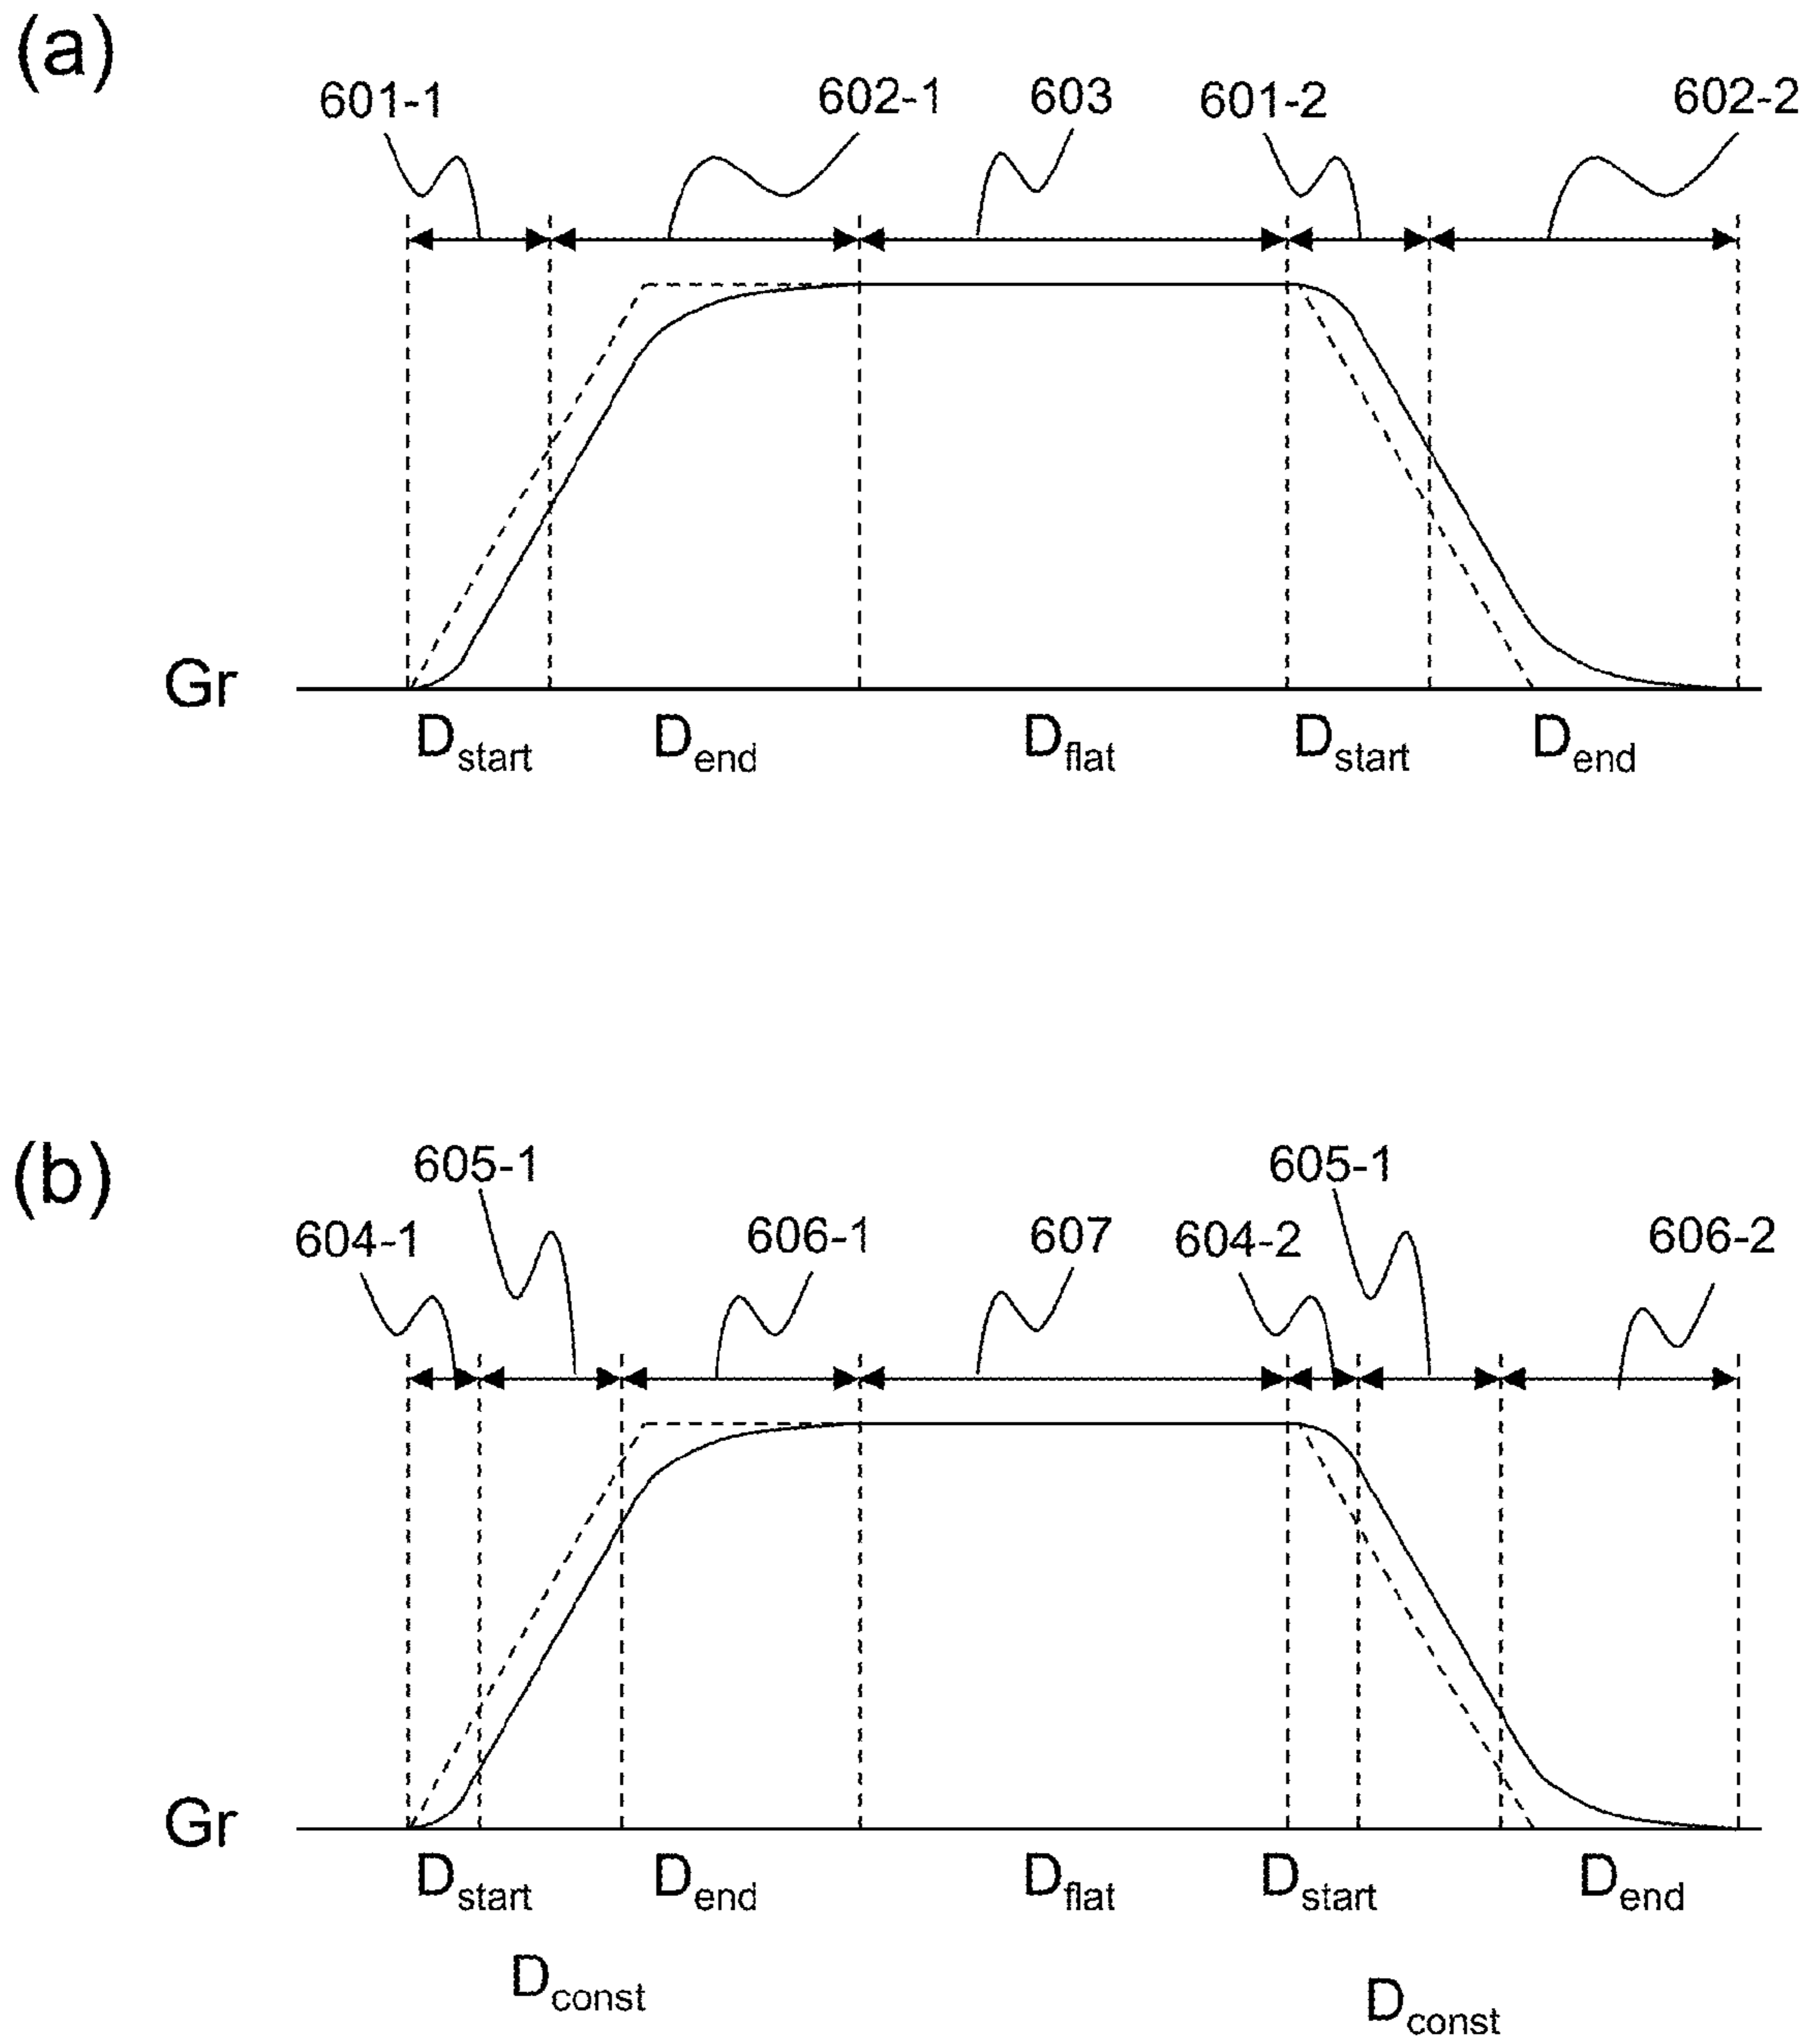 (a)
601-1 602-1 603 601-2 602-2
Gr
Dstart Dend Dflat Dstart Dend
(b)
605-1 605-1
604-1 606-1 607 604-2 606-2
Gr
Dstart Dend Dflat Dstart Dend
Dconst Dconst